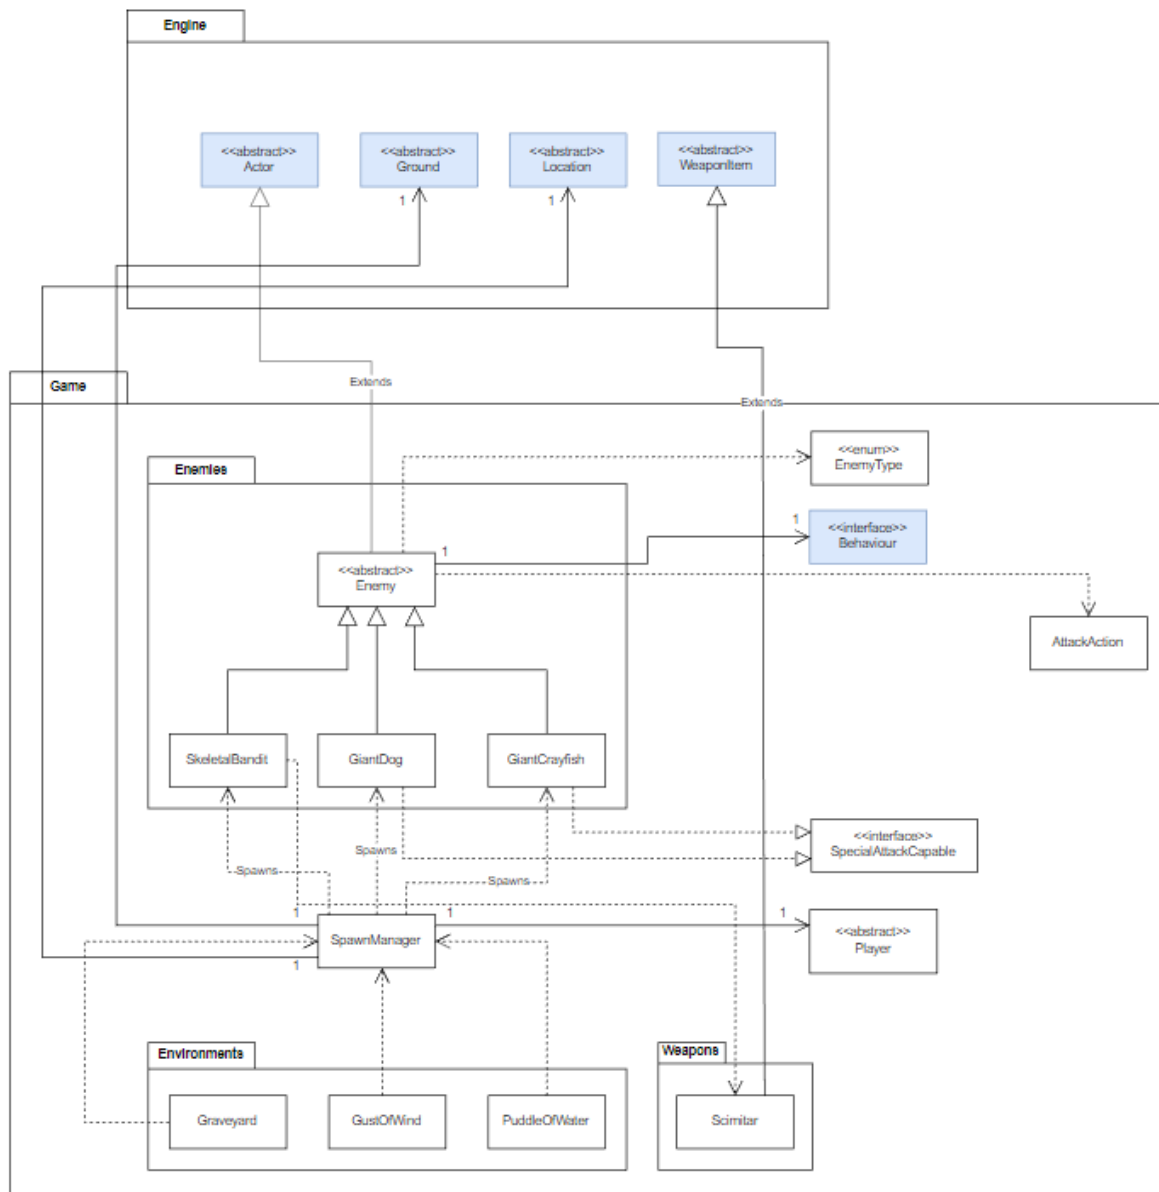 Engine
<<abstract>>
Actor
<<abstract>>
Ground
<<abstract>>
Location
<<abstract>>
WeaponItem
1
1
Extends
Game
Extends
Enemies
<<enum>>
EnemyType
1
1
<<interface>>
Behaviour
<<abstract>>
Enemy
AttackAction
SkeletalBandit
GiantDog
GiantCrayfish
<<interface>>
SpecialAttackCapable
Spawns
Spawns
Spawns
1
1
1
SpawnManager
<<abstract>>
Player
1
Environments
Weapons
Graveyard
GustOfWind
PuddleOfWater
Scimitar